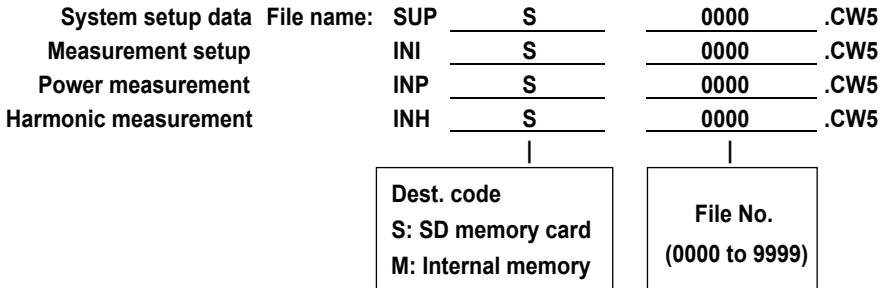 System setup data File name: SUP S 0000 .CW5
Measurement setup INI S 0000 .CW5
Power measurement INP S 0000 .CW5
Harmonic measurement INH S 0000 .CW5
Dest. code
S: SD memory card
M: Internal memory
File No.
(0000 to 9999)